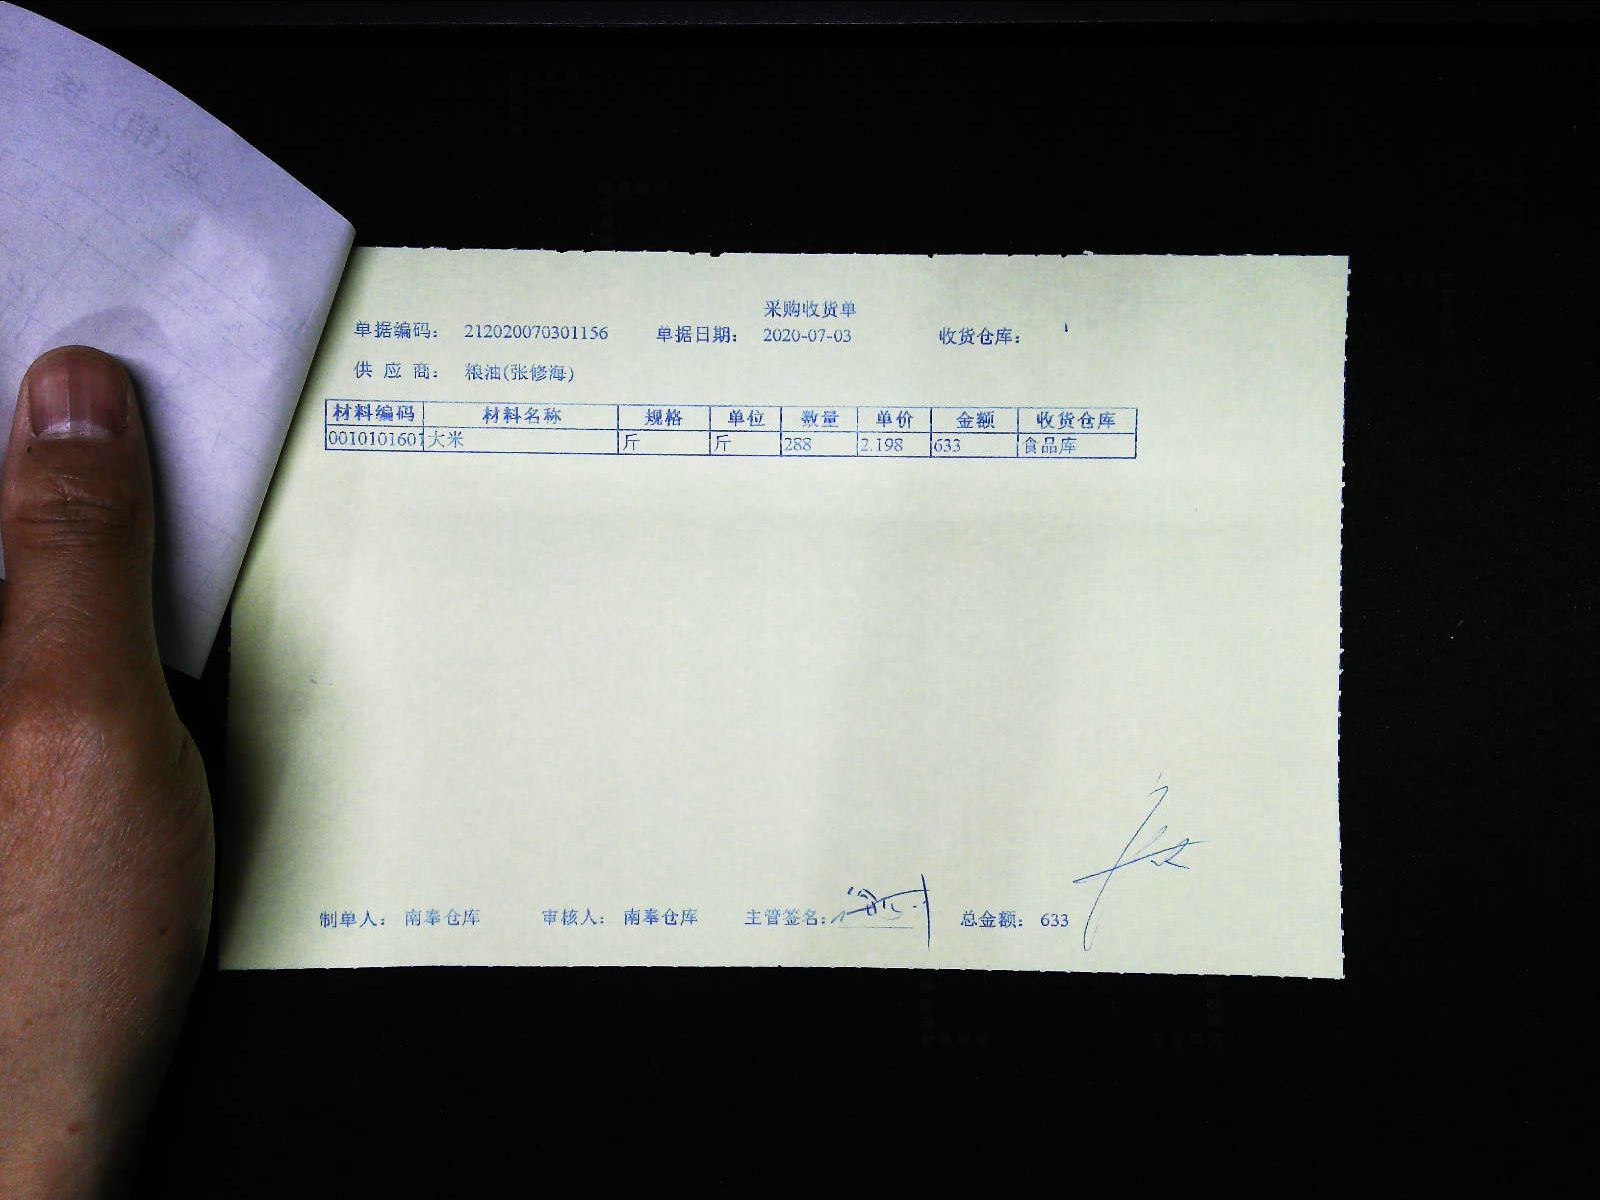 采购收货单
单据编码： 212020070301156 单据日期： 2020-07-03 收货仓库：
供 应 商： 粮油(张修海)
材料编码 材料名称 规格 单位 数量 单价 金额 收货仓库
0010101601 大米 斤 斤 288 2.198 633 食品库
制单人： 南奉仓库 审核人： 南奉仓库 主管签名： 总金额： 633